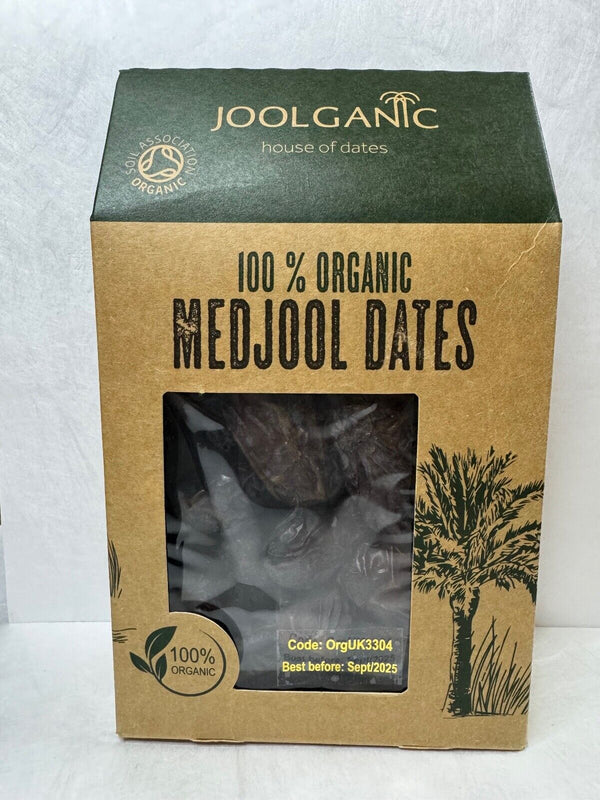 JOOLGANIC
house of dates
SOIL ASSOCIATION
ORGANIC
100 % ORGANIC
MEDJOOL DATES
Code: OrgUK3304
Best before: Sept/2025
100%
ORGANIC